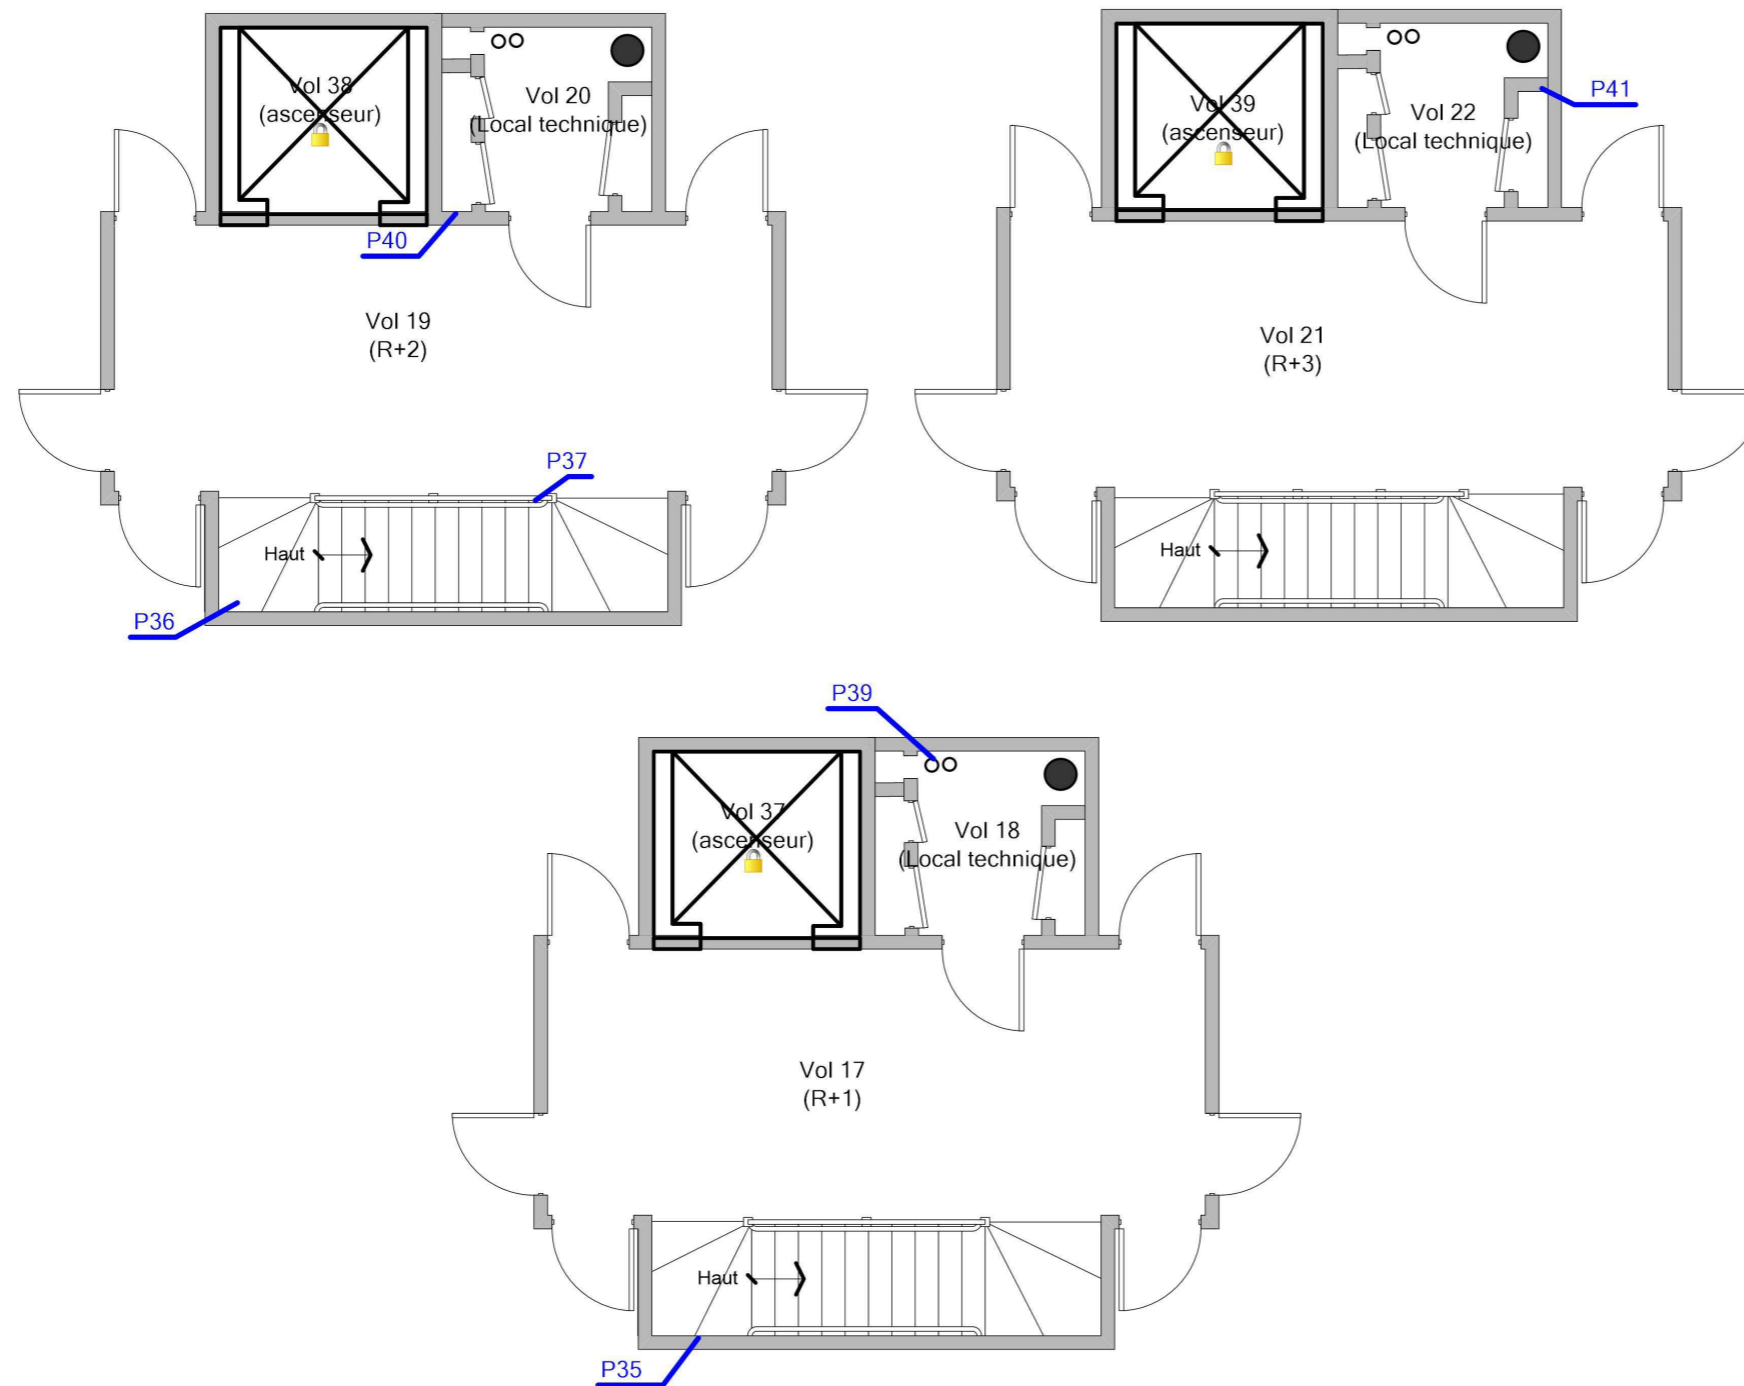 Vol 38
(ascenseur)
Vol 20
(Local technique)
P40
Vol 19
(R+2)
P37
Haut
P36
Vol 39
(ascenseur)
Vol 22
(Local technique)
P41
Vol 21
(R+3)
Haut
P39
Vol 37
(ascenseur)
Vol 18
(Local technique)
Vol 17
(R+1)
Haut
P35